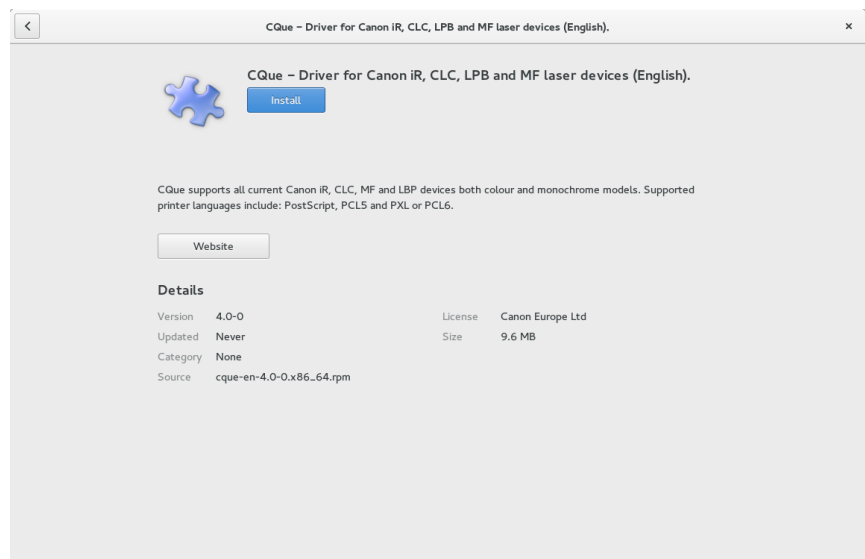 CQue – Driver for Canon iR, CLC, LPB and MF laser devices (English).
CQue – Driver for Canon iR, CLC, LPB and MF laser devices (English).
Install
CQue supports all current Canon iR, CLC, MF and LBP devices both colour and monochrome models. Supported
printer languages include: PostScript, PCL5 and PXL or PCL6.
Website
Details
Version 4.0-0 License Canon Europe Ltd
Updated Never Size 9.6 MB
Category None
Source cque-en-4.0-0.x86_64.rpm